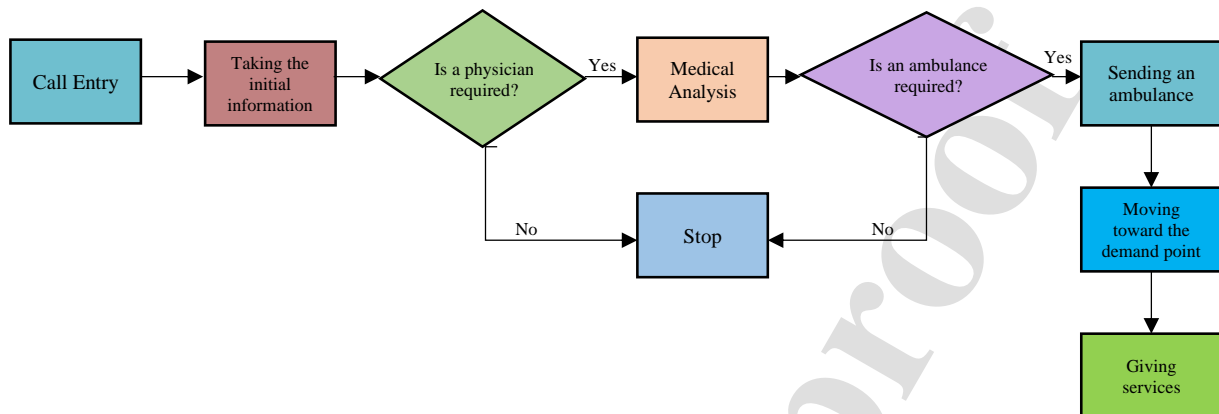 Call Entry
Taking the
initial
information
Is a physician
required?
Yes
Medical
Analysis
Is an ambulance
required?
Yes
Sending an
ambulance
No
Stop
No
Moving
toward the
demand point
Giving
services